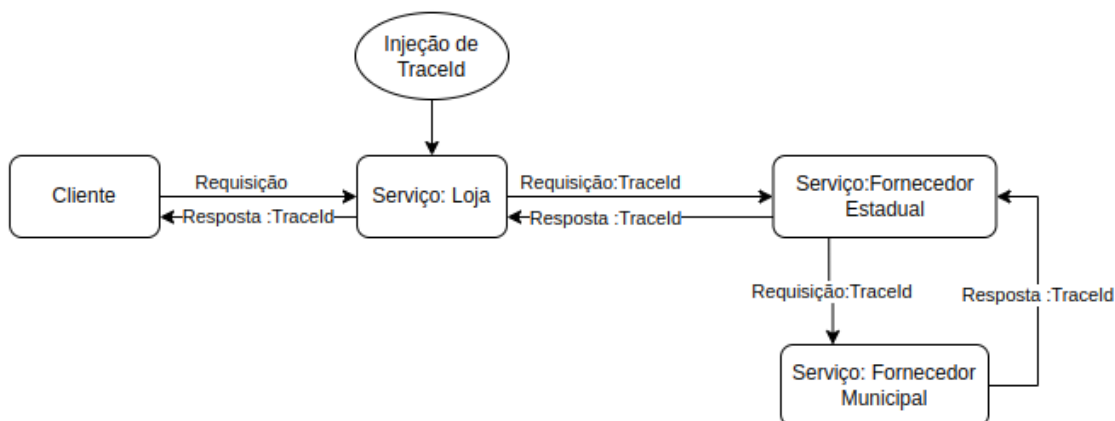 Injeção de
TraceId
Cliente
Requisição
Resposta :TraceId
Serviço: Loja
Requisição:TraceId
Resposta :TraceId
Serviço:Fornecedor
Estadual
Requisição:TraceId
Resposta :TraceId
Serviço: Fornecedor
Municipal